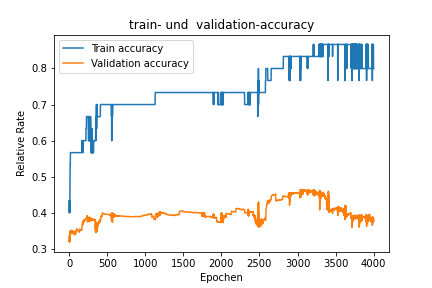 train- und  validation-accuracy
Train accuracy
Validation accuracy
Relative Rate
0.8
0.7
0.6
0.5
0.4
0.3
0 500 1000 1500 2000 2500 3000 3500 4000
Epochen